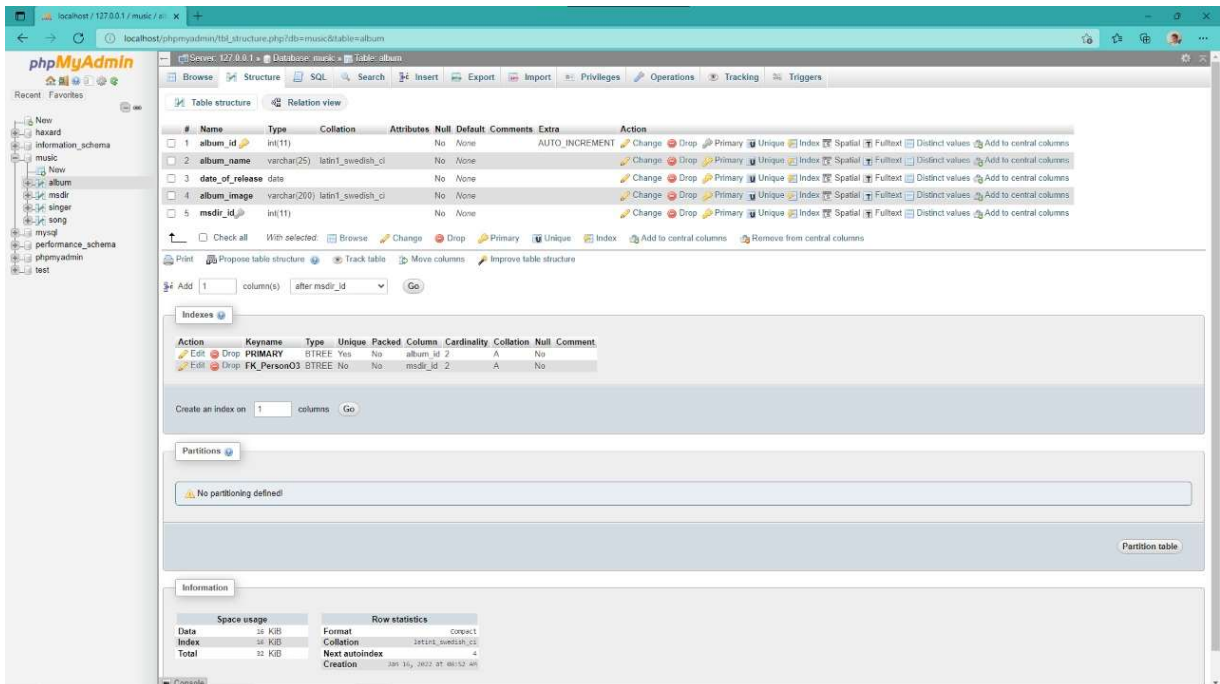 localhost / 127.0.0.1 / music / al
localhost/phpmyadmin/tbl_structure.php?db=music&table=album
phpMyAdmin
Recent Favorites
New
haxard
information_schema
music
New
album
msdir
singer
song
mysql
performance_schema
phpmyadmin
test
Server: 127.0.0.1 » Database: music » Table: album
Browse Structure SQL Search Insert Export Import Privileges Operations Tracking Triggers
Table structure Relation view
# Name Type Collation Attributes Null Default Comments Extra Action
1 album_id int(11) No None AUTO_INCREMENT Change Drop Primary Unique Index Spatial Fulltext Distinct values Add to central columns
2 album_name varchar(25) latin1_swedish_ci No None Change Drop Primary Unique Index Spatial Fulltext Distinct values Add to central columns
3 date_of_release date No None Change Drop Primary Unique Index Spatial Fulltext Distinct values Add to central columns
4 album_image varchar(200) latin1_swedish_ci No None Change Drop Primary Unique Index Spatial Fulltext Distinct values Add to central columns
5 msdir_id int(11) No None Change Drop Primary Unique Index Spatial Fulltext Distinct values Add to central columns
Check all With selected: Browse Change Drop Primary Unique Index Add to central columns Remove from central columns
Print Propose table structure Track table Move columns Improve table structure
Add 1 column(s) after msdir_id Go
Indexes
Action Keyname Type Unique Packed Column Cardinality Collation Null Comment
Edit Drop PRIMARY BTREE Yes No album_id 2 A No
Edit Drop FK_PersonO3 BTREE No No msdir_id 2 A No
Create an index on 1 columns Go
Partitions
No partitioning defined!
Partition table
Information
Space usage
Data 16 KiB
Index 16 KiB
Total 32 KiB
Row statistics
Format Compact
Collation latin1_swedish_ci
Next autoindex 4
Creation Jan 16, 2022 at 08:52 AM
Console